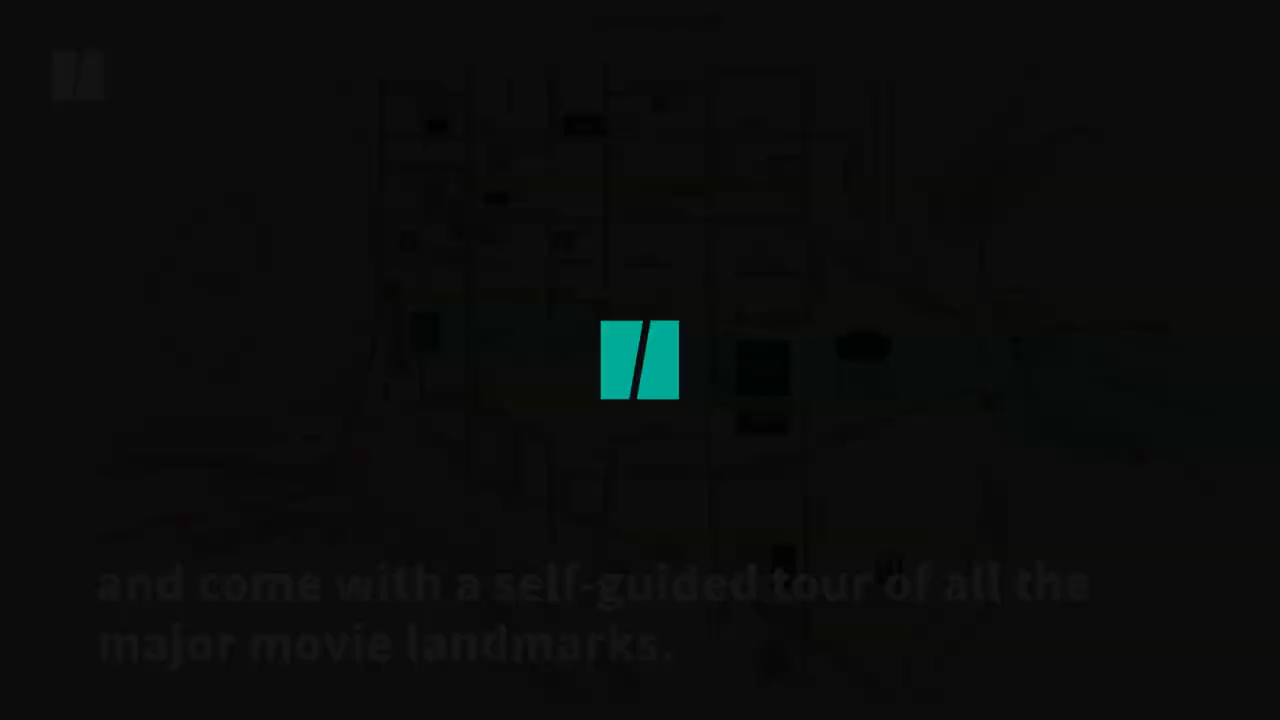 and come with a self-guided tour of all the
major movie landmarks.